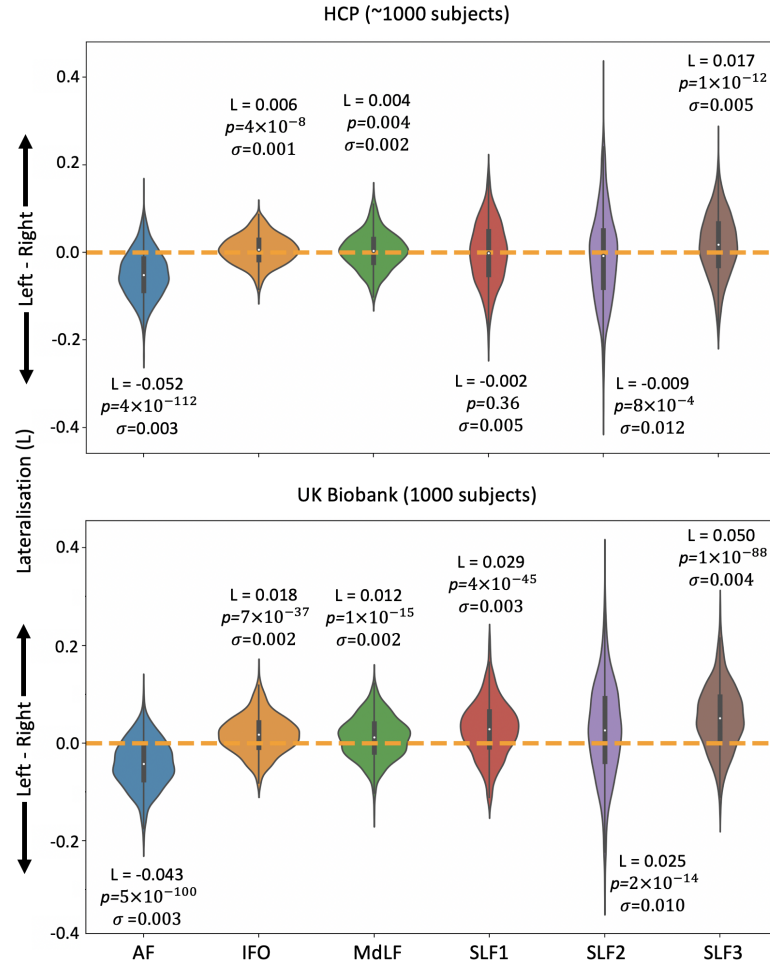 HCP (~1000 subjects)
0.4
0.2
0.0
-0.2
-0.4
L = -0.052
p=4×10⁻¹¹²
σ=0.003
L = 0.006
p=4×10⁻⁸
σ=0.001
L = 0.004
p=0.004
σ=0.002
L = -0.002
p=0.36
σ=0.005
L = -0.009
p=8×10⁻⁴
σ=0.012
L = 0.017
p=1×10⁻¹²
σ=0.005
Left - Right
Lateralisation (L)
UK Biobank (1000 subjects)
0.4
0.2
0.0
-0.2
-0.4
L = -0.043
p=5×10⁻¹⁰⁰
σ =0.003
L = 0.018
p=7×10⁻³⁷
σ=0.002
L = 0.012
p=1×10⁻¹⁵
σ=0.002
L = 0.029
p=4×10⁻⁴⁵
σ=0.003
L = 0.025
p=2×10⁻¹⁴
σ=0.010
L = 0.050
p=1×10⁻⁸⁸
σ=0.004
Left - Right
AF IFO MdLF SLF1 SLF2 SLF3